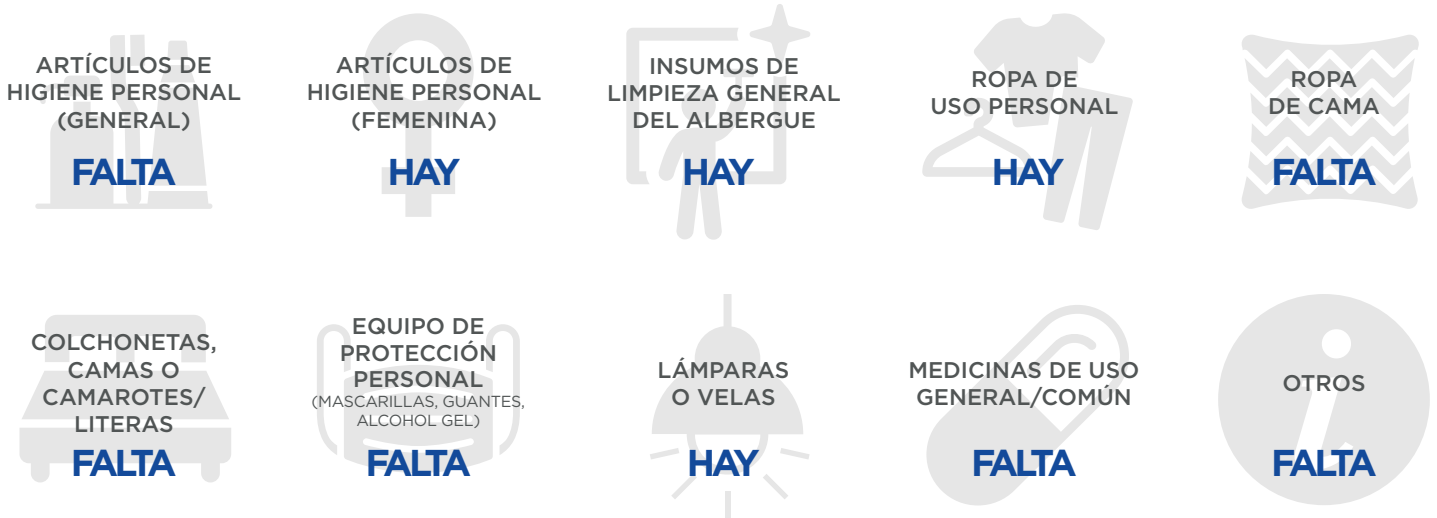 ARTÍCULOS DE
HIGIENE PERSONAL
(GENERAL)
FALTA
ARTÍCULOS DE
HIGIENE PERSONAL
(FEMENINA)
HAY
INSUMOS DE
LIMPIEZA GENERAL
DEL ALBERGUE
HAY
ROPA DE
USO PERSONAL
HAY
ROPA
DE CAMA
FALTA
COLCHONETAS,
CAMAS O
CAMAROTES/
LITERAS
FALTA
EQUIPO DE
PROTECCIÓN
PERSONAL
(MASCARILLAS, GUANTES,
ALCOHOL GEL)
FALTA
LÁMPARAS
O VELAS
HAY
MEDICINAS DE USO
GENERAL/COMÚN
FALTA
OTROS
FALTA